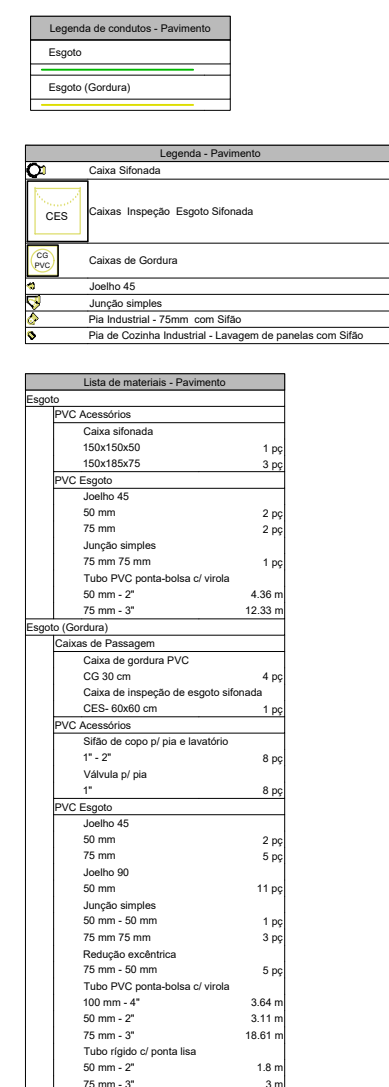 Legenda de condutos - Pavimento
Esgoto
Esgoto (Gordura)
Legenda - Pavimento
Caixa Sifonada
CES Caixas Inspeção Esgoto Sifonada
CG
PVC
Caixas de Gordura
Joelho 45
Junção simples
Pia Industrial - 75mm com Sifão
Pia de Cozinha Industrial - Lavagem de panelas com Sifão
Lista de materiais - Pavimento
Esgoto
PVC Acessórios
Caixa sifonada
150x150x50 1 pç
150x185x75 3 pç
PVC Esgoto
Joelho 45
50 mm 2 pç
75 mm 2 pç
Junção simples
75 mm 75 mm 1 pç
Tubo PVC ponta-bolsa c/ virola
50 mm - 2" 4.36 m
75 mm - 3" 12.33 m
Esgoto (Gordura)
Caixas de Passagem
Caixa de gordura PVC
CG 30 cm 4 pç
Caixa de inspeção de esgoto sifonada
CES- 60x60 cm 1 pç
PVC Acessórios
Sifão de copo p/ pia e lavatório
1" - 2" 8 pç
Válvula p/ pia
1" 8 pç
PVC Esgoto
Joelho 45
50 mm 2 pç
75 mm 5 pç
Joelho 90
50 mm 11 pç
Junção simples
50 mm - 50 mm 1 pç
75 mm 75 mm 3 pç
Redução excêntrica
75 mm - 50 mm 5 pç
Tubo PVC ponta-bolsa c/ virola
100 mm - 4" 3.64 m
50 mm - 2" 3.11 m
75 mm - 3" 18.61 m
Tubo rígido c/ ponta lisa
50 mm - 2" 1.8 m
75 mm - 3" 3 m